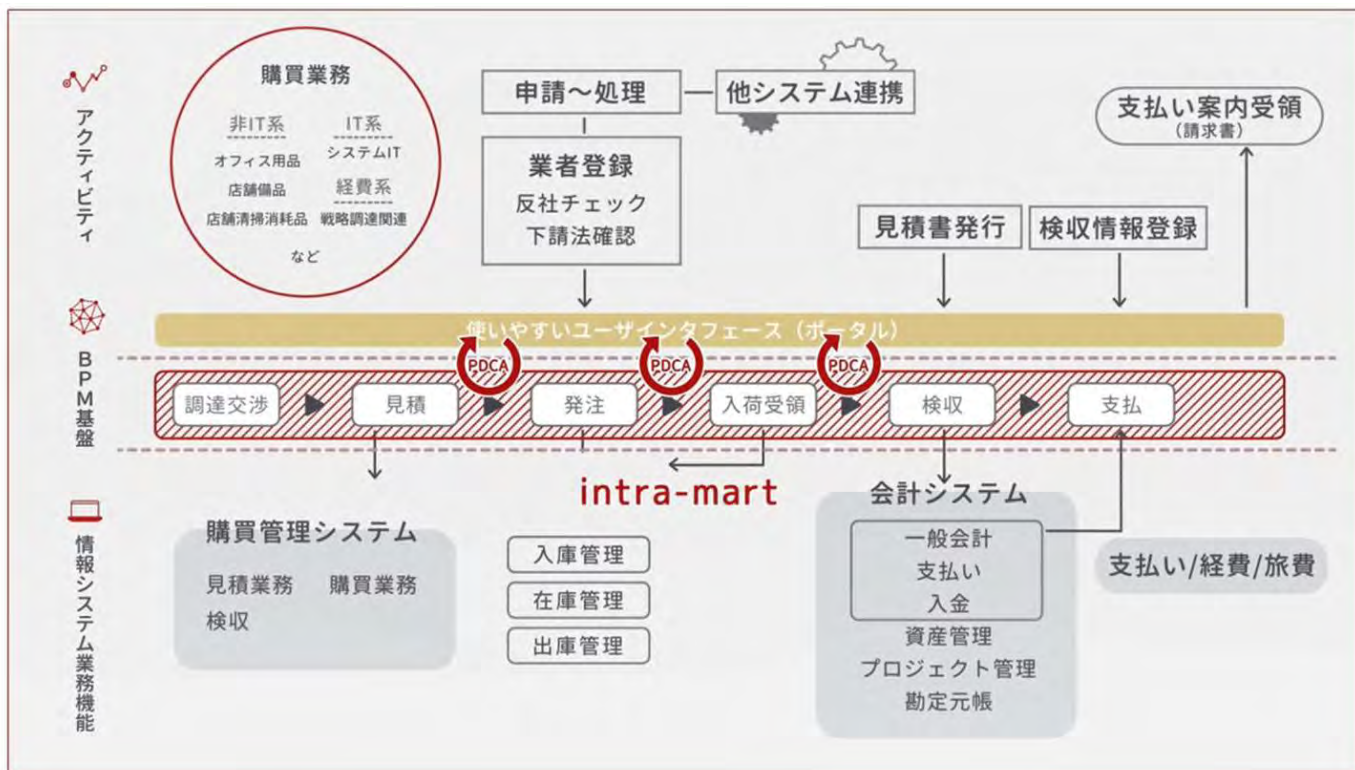 アクティビティ
購買業務
非IT系
オフィス用品
店舗備品
店舗清掃消耗品
IT系
システムIT
経費系
戦略調達関連
など
申請〜処理
他システム連携
業者登録
反社チェック
下請法確認
見積書発行
検収情報登録
支払い案内受領
(請求書)
BPM基盤
使いやすいユーザインタフェース（ポータル）
PDCA
PDCA
PDCA
調達交渉
見積
発注
入荷受領
検収
支払
intra-mart
情報システム業務機能
購買管理システム
見積業務 購買業務
検収
入庫管理
在庫管理
出庫管理
会計システム
一般会計
支払い
入金
資産管理
プロジェクト管理
勘定元帳
支払い/経費/旅費